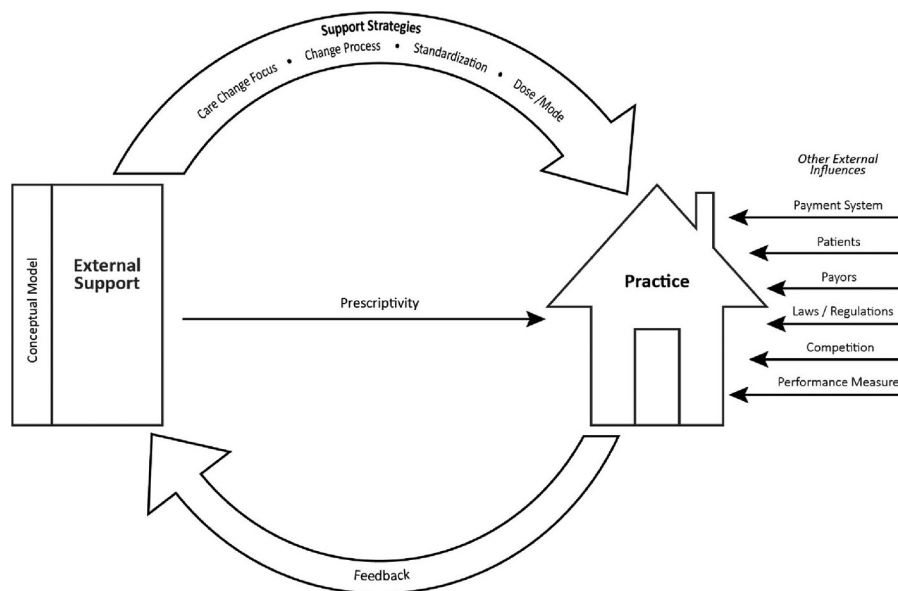 Support Strategies
Care Change Focus • Change Process • Standardization • Dose /Mode
Other External
Influences
Payment System
Patients
Payors
Laws / Regulations
Competition
Performance Measure
Conceptual Model
External
Support
Prescriptivity
Practice
Feedback